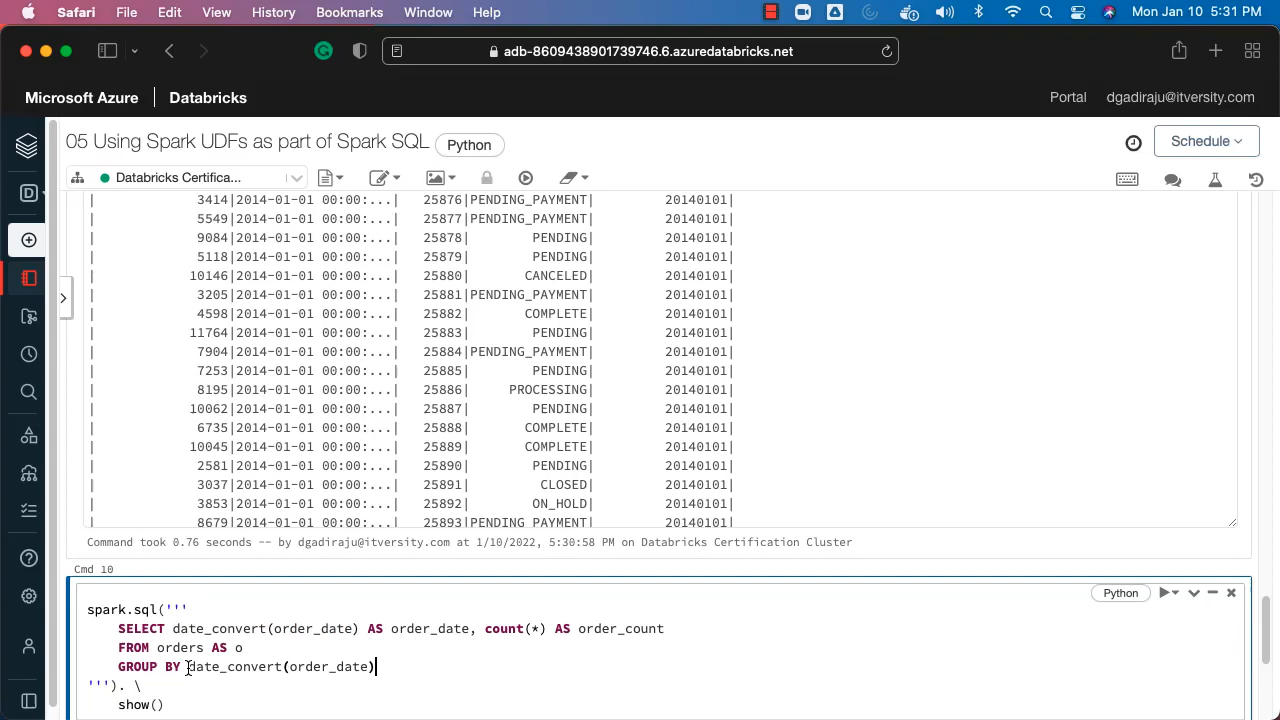 Safari File Edit View History Bookmarks Window Help Mon Jan 10 5:31 PM
adb-8609438901739746.6.azuredatabricks.net
Microsoft Azure Databricks Portal dgadiraju@itversity.com
05 Using Spark UDFs as part of Spark SQL Python Schedule
D Databricks Certifica...
| 3414|2014-01-01 00:00:...| 25876|PENDING_PAYMENT| 20140101|
| 5549|2014-01-01 00:00:...| 25877|PENDING_PAYMENT| 20140101|
| 9084|2014-01-01 00:00:...| 25878| PENDING| 20140101|
| 5118|2014-01-01 00:00:...| 25879| PENDING| 20140101|
| 10146|2014-01-01 00:00:...| 25880| CANCELED| 20140101|
| 3205|2014-01-01 00:00:...| 25881|PENDING_PAYMENT| 20140101|
| 4598|2014-01-01 00:00:...| 25882| COMPLETE| 20140101|
| 11764|2014-01-01 00:00:...| 25883| PENDING| 20140101|
| 7904|2014-01-01 00:00:...| 25884|PENDING_PAYMENT| 20140101|
| 7253|2014-01-01 00:00:...| 25885| PENDING| 20140101|
| 8195|2014-01-01 00:00:...| 25886| PROCESSING| 20140101|
| 10062|2014-01-01 00:00:...| 25887| PENDING| 20140101|
| 6735|2014-01-01 00:00:...| 25888| COMPLETE| 20140101|
| 10045|2014-01-01 00:00:...| 25889| COMPLETE| 20140101|
| 2581|2014-01-01 00:00:...| 25890| PENDING| 20140101|
| 3037|2014-01-01 00:00:...| 25891| CLOSED| 20140101|
| 3853|2014-01-01 00:00:...| 25892| ON_HOLD| 20140101|
| 8679|2014-01-01 00:00:...| 25893|PENDING_PAYMENT| 20140101|
Command took 0.76 seconds -- by dgadiraju@itversity.com at 1/10/2022, 5:30:58 PM on Databricks Certification Cluster
Cmd 10
Python
spark.sql('''
SELECT date_convert(order_date) AS order_date, count(*) AS order_count
FROM orders AS o
GROUP BY date_convert(order_date)
'''). \
show()